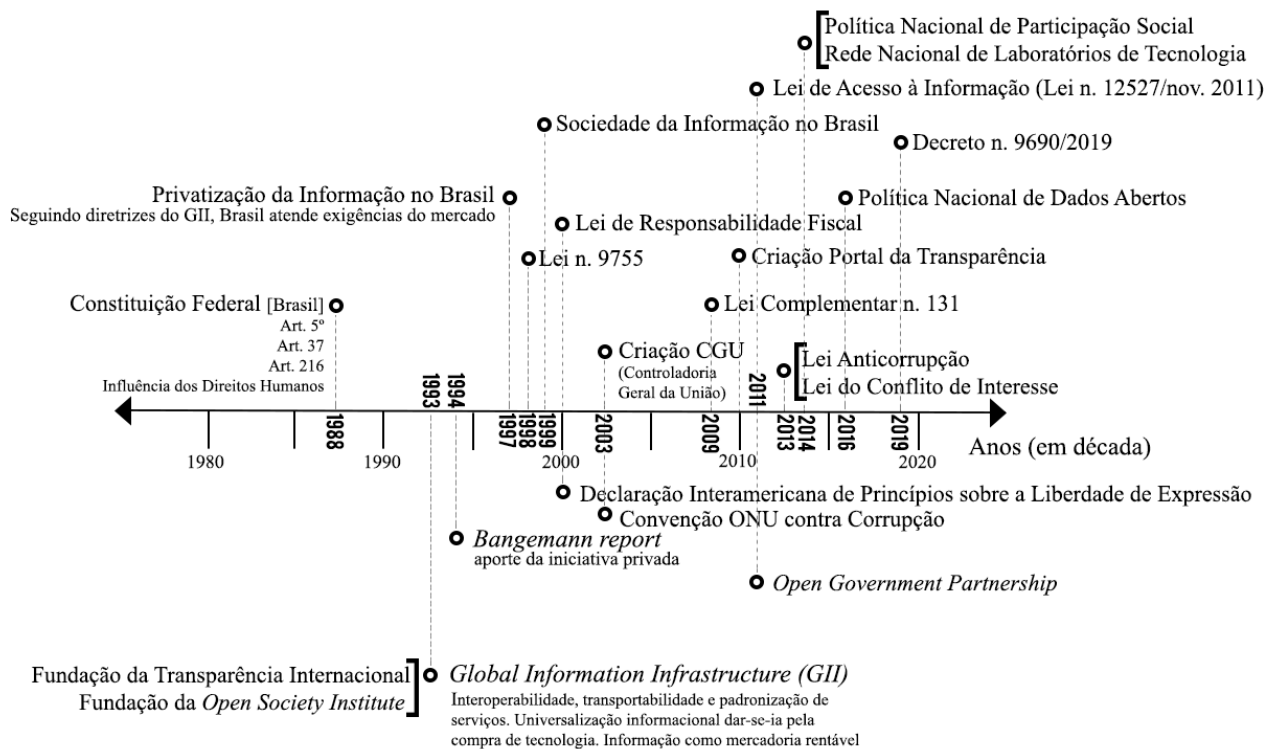 Política Nacional de Participação Social
Rede Nacional de Laboratórios de Tecnologia
Lei de Acesso à Informação (Lei n. 12527/nov. 2011)
Sociedade da Informação no Brasil
Decreto n. 9690/2019
Privatização da Informação no Brasil
Seguindo diretrizes do GII, Brasil atende exigências do mercado
Política Nacional de Dados Abertos
Lei de Responsabilidade Fiscal
Lei n. 9755
Criação Portal da Transparência
Constituição Federal [Brasil]
Art. 5º
Art. 37
Art. 216
Influência dos Direitos Humanos
Lei Complementar n. 131
Criação CGU
(Controladoria
Geral da União)
Lei Anticorrupção
Lei do Conflito de Interesse
1993
1994
2011
1988
1997
1998
1999
2003
2009
2013
2014
2016
2019
1980
1990
2000
2010
2020
Anos (em década)
Declaração Interamericana de Princípios sobre a Liberdade de Expressão
Convenção ONU contra Corrupção
Bangemann report
aporte da iniciativa privada
Open Government Partnership
Fundação da Transparência Internacional
Fundação da Open Society Institute
Global Information Infrastructure (GII)
Interoperabilidade, transportabilidade e padronização de
serviços. Universalização informacional dar-se-ia pela
compra de tecnologia. Informação como mercadoria rentável